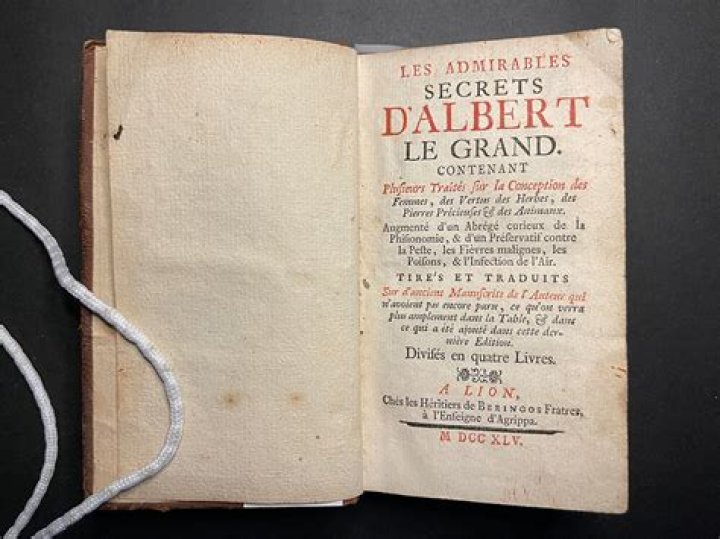 LES ADMIRABLES
SECRETS
D'ALBERT
LE GRAND.
CONTENANT
Plusieurs Traités sur la Conception des
Femmes, des Vertus des Herbes, des
Pierres Précieuses & des Animaux.
Augmenté d'un Abrégé curieux de la
Phisionomie, & d'un Préservatif contre
la Peste, les Fiévres malignes, les
Poisons, & l'Infection de l'Air.
TIRE'S ET TRADUITS
Sur d'anciens Manuscrits de l'Auteur qui
n'avoient pas encore paru, ce qu'on verra
plus amplement dans la Table, & dans
ce qui a été ajouté dans cette der-
nière Edition.
Divisés en quatre Livres.
A LION,
Chés les Héritiers de BERINGOS Fratres,
à l'Enseigne d'Agrippa.
M DCC XLV.